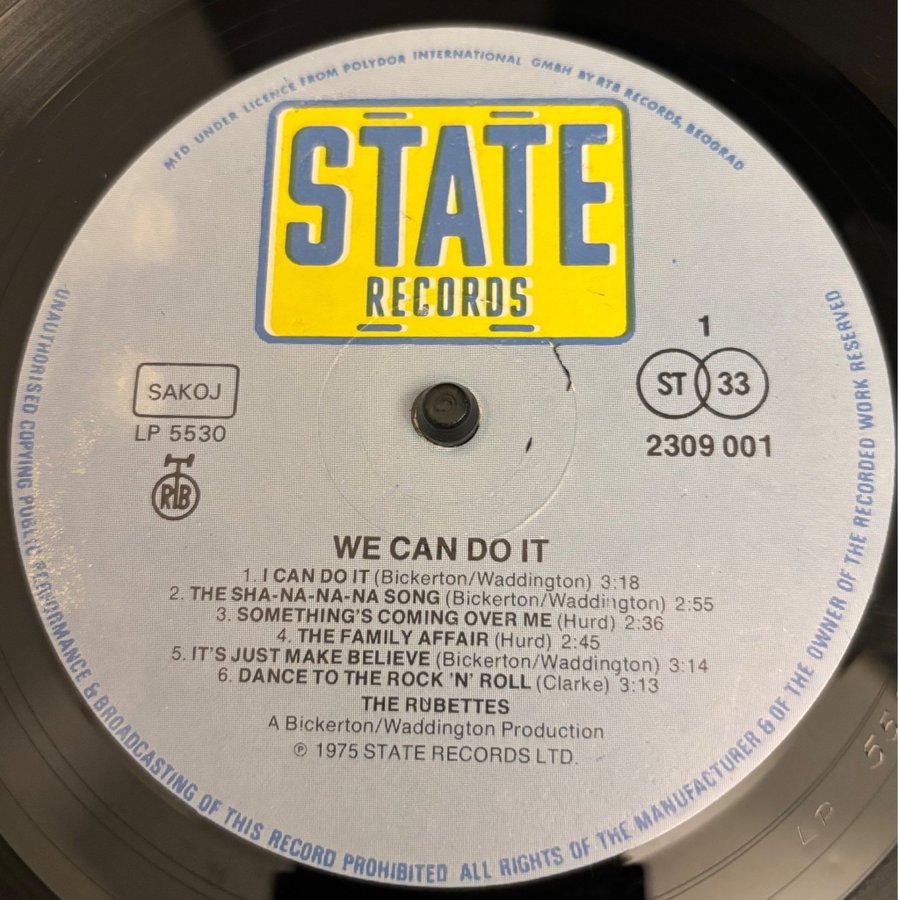 MFD UNDER LICENCE FROM POLYDOR INTERNATIONAL GMBH BY RTB RECORDS, BEOGRAD
STATE
RECORDS
1
SAKOJ
ST 33
LP 5530
2309 001
RTB
WE CAN DO IT
1. I CAN DO IT (Bickerton/Waddington) 3:18
2. THE SHA-NA-NA-NA SONG (Bickerton/Waddington) 2:55
3. SOMETHING'S COMING OVER ME (Hurd) 2:36
4. THE FAMILY AFFAIR (Hurd) 2:45
5. IT'S JUST MAKE BELIEVE (Bickerton/Waddington) 3:14
6. DANCE TO THE ROCK 'N' ROLL (Clarke) 3:13
THE RUBETTES
A Bickerton/Waddington Production
℗ 1975 STATE RECORDS LTD.
UNAUTHORISED COPYING PUBLIC PERFORMANCE & BROADCASTING OF THIS RECORD PROHIBITED ALL RIGHTS OF THE MANUFACTURER & OF THE OWNER OF THE RECORDED WORK RESERVED
LP